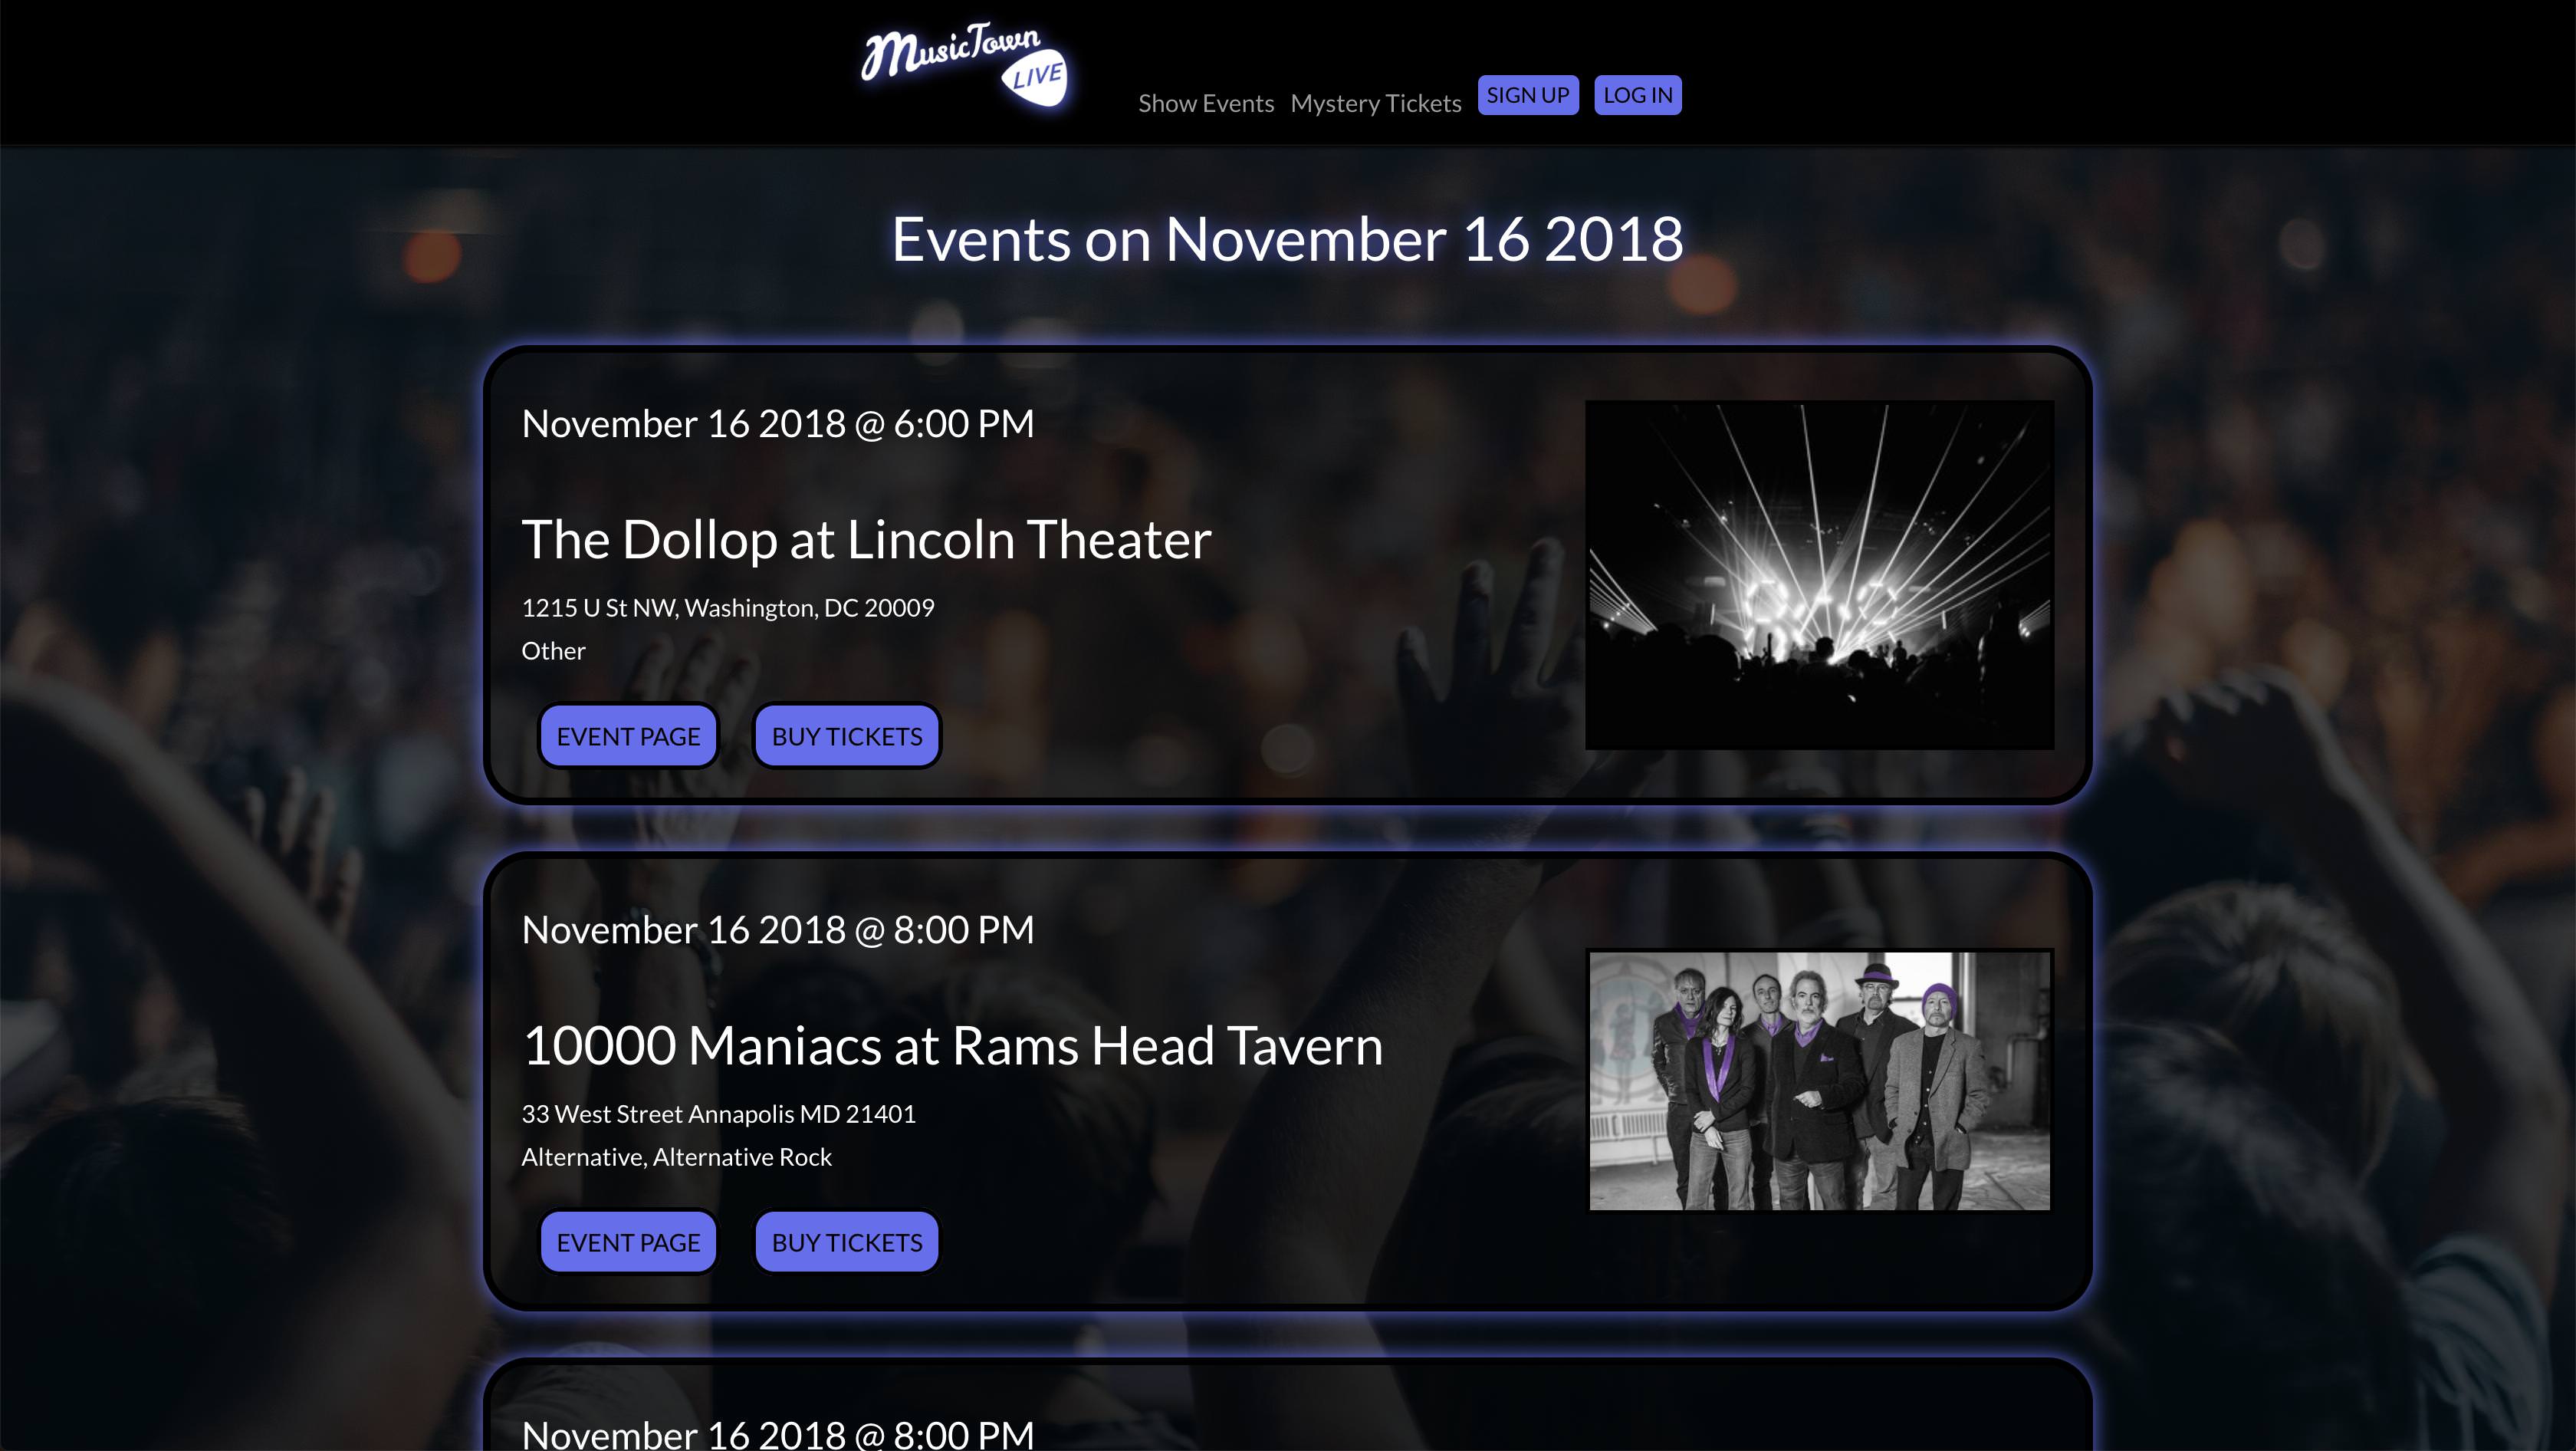 MusicTown
LIVE
Show Events
Mystery Tickets
SIGN UP
LOG IN
Events on November 16 2018
November 16 2018 @ 6:00 PM
The Dollop at Lincoln Theater
1215 U St NW, Washington, DC 20009
Other
EVENT PAGE
BUY TICKETS
November 16 2018 @ 8:00 PM
10000 Maniacs at Rams Head Tavern
33 West Street Annapolis MD 21401
Alternative, Alternative Rock
EVENT PAGE
BUY TICKETS
November 16 2018 @ 8:00 PM